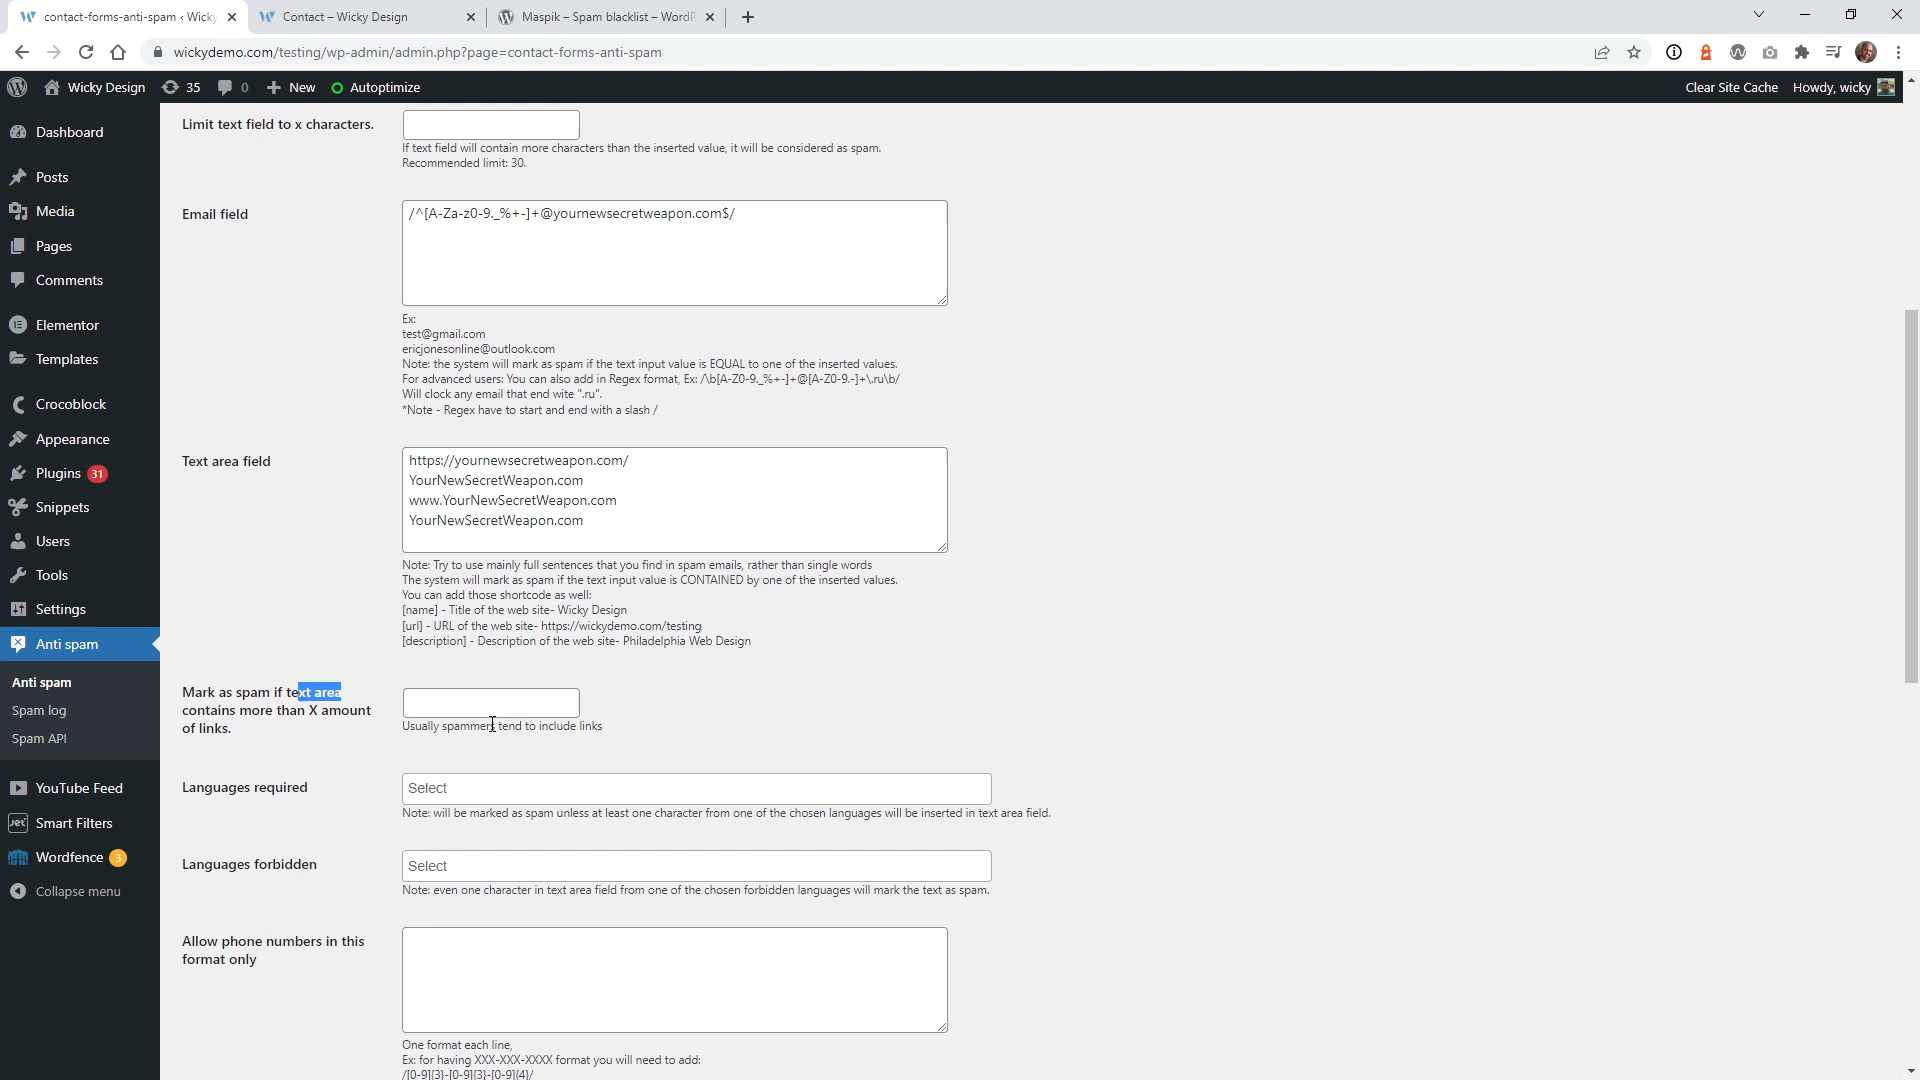 contact-forms-anti-spam ‹ Wicky
Contact – Wicky Design
Maspik – Spam blacklist – WordP
wickydemo.com/testing/wp-admin/admin.php?page=contact-forms-anti-spam
Wicky Design
35
0
New
Autoptimize
Clear Site Cache
Howdy, wicky
Dashboard
Posts
Media
Pages
Comments
Elementor
Templates
Crocoblock
Appearance
Plugins 31
Snippets
Users
Tools
Settings
Anti spam
Anti spam
Spam log
Spam API
YouTube Feed
Smart Filters
Wordfence 3
Collapse menu
Limit text field to x characters.
If text field will contain more characters than the inserted value, it will be considered as spam.
Recommended limit: 30.
Email field
/^[A-Za-z0-9._%+-]+@yournewsecretweapon.com$/
Ex:
test@gmail.com
ericjonesonline@outlook.com
Note: the system will mark as spam if the text input value is EQUAL to one of the inserted values.
For advanced users: You can also add in Regex format, Ex: /\b[A-Z0-9._%+-]+@[A-Z0-9.-]+\.ru\b/
Will clock any email that end wite ".ru".
*Note - Regex have to start and end with a slash /
Text area field
https://yournewsecretweapon.com/
YourNewSecretWeapon.com
www.YourNewSecretWeapon.com
YourNewSecretWeapon.com
Note: Try to use mainly full sentences that you find in spam emails, rather than single words
The system will mark as spam if the text input value is CONTAINED by one of the inserted values.
You can add those shortcode as well:
[name] - Title of the web site- Wicky Design
[url] - URL of the web site- https://wickydemo.com/testing
[description] - Description of the web site- Philadelphia Web Design
Mark as spam if text area
contains more than X amount
of links.
Usually spammers tend to include links
Languages required
Select
Note: will be marked as spam unless at least one character from one of the chosen languages will be inserted in text area field.
Languages forbidden
Select
Note: even one character in text area field from one of the chosen forbidden languages will mark the text as spam.
Allow phone numbers in this
format only
One format each line,
Ex: for having XXX-XXX-XXXX format you will need to add:
/[0-9]{3}-[0-9]{3}-[0-9]{4}/